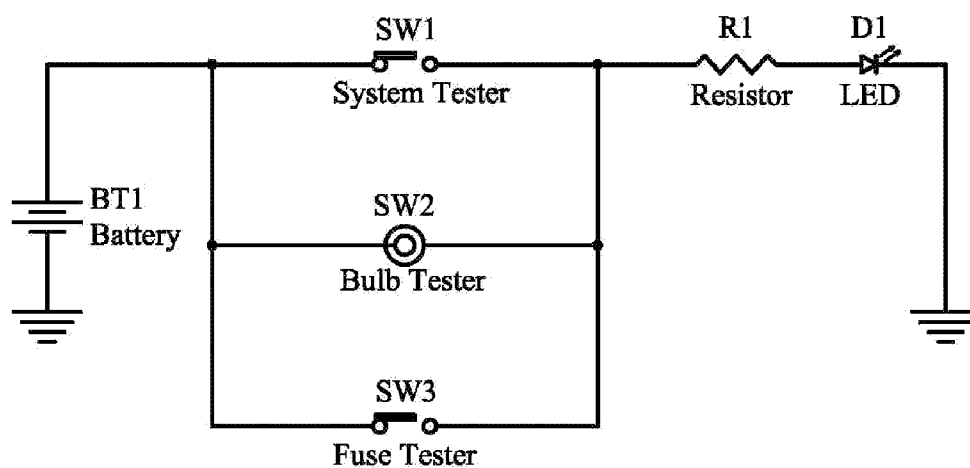 SW1
System Tester
R1
Resistor
D1
LED
BT1
Battery
SW2
Bulb Tester
SW3
Fuse Tester